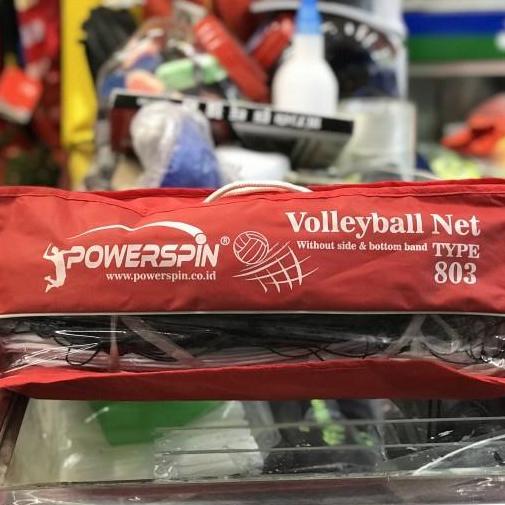 POWERSPIN®
www.powerspin.co.id
Volleyball Net
Without side & bottom band TYPE
803